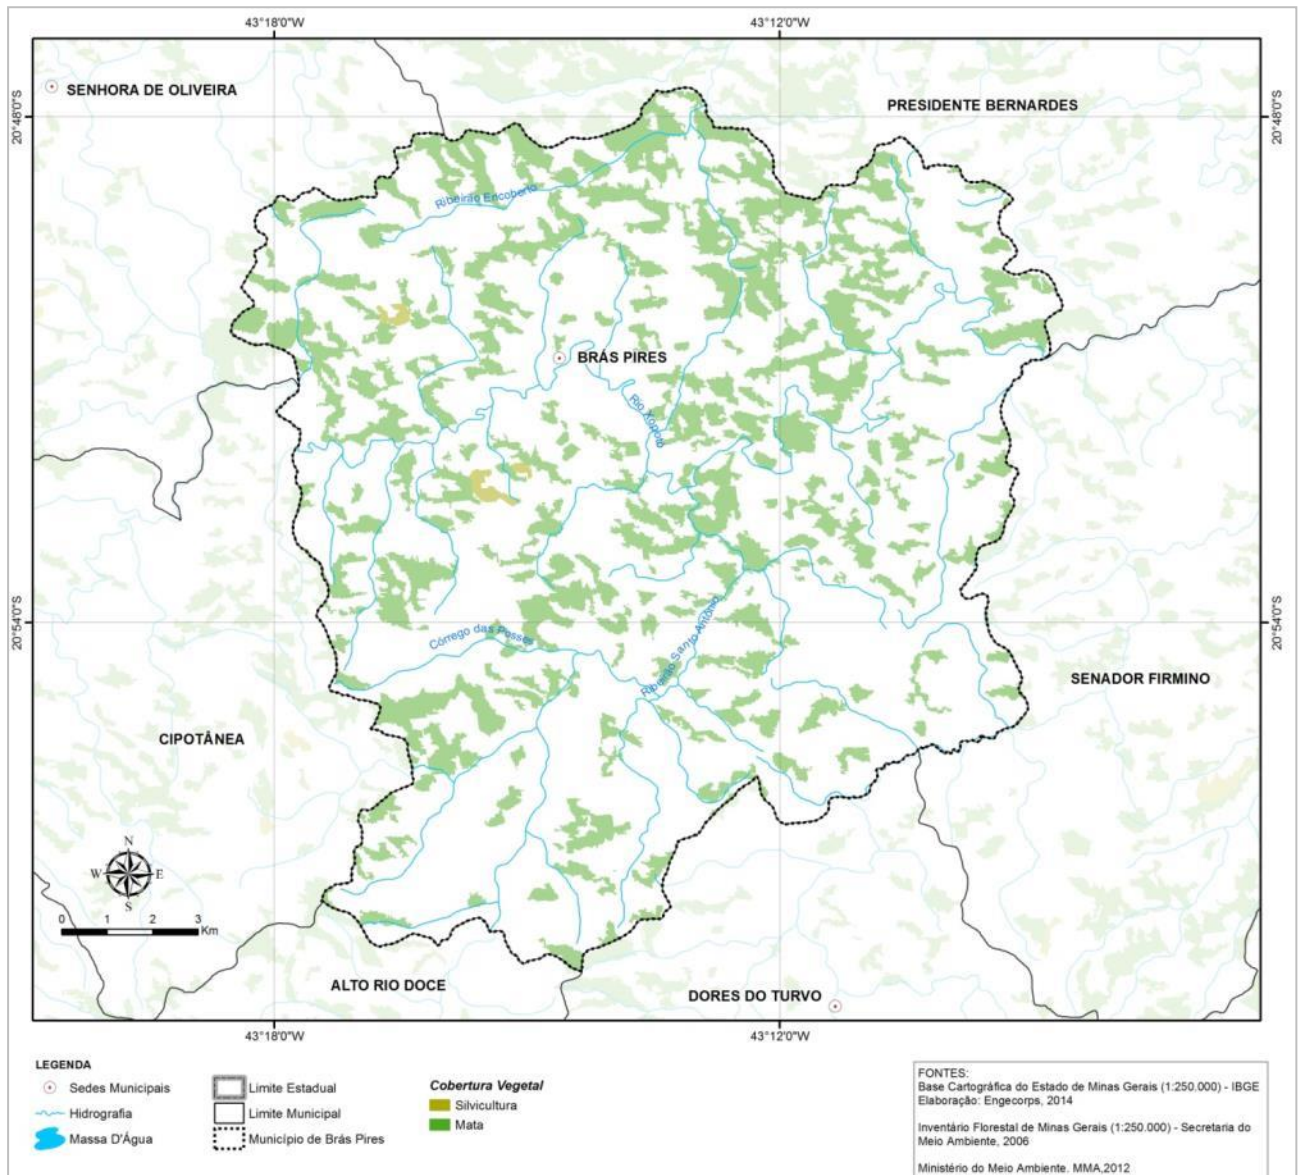 43°18'0"W
43°12'0"W
SENHORA DE OLIVEIRA
PRESIDENTE BERNARDES
20°48'0"S
20°48'0"S
Ribeirão Encoberto
BRÁS PIRES
Rio Xopotó
Ribeirão Santo Antônio
Córrego das Posses
20°54'0"S
20°54'0"S
SENADOR FIRMINO
CIPOTÂNEA
N
W
E
S
0 1 2 3
Km
ALTO RIO DOCE
DORES DO TURVO
43°18'0"W
43°12'0"W
LEGENDA
Sedes Municipais
Hidrografia
Massa D'Água
Limite Estadual
Limite Municipal
Município de Brás Pires
Cobertura Vegetal
Silvicultura
Mata
FONTES:
Base Cartográfica do Estado de Minas Gerais (1:250.000) - IBGE
Elaboração: Engecorps, 2014
Inventário Florestal de Minas Gerais (1:250.000) - Secretaria do
Meio Ambiente, 2006
Ministério do Meio Ambiente. MMA,2012